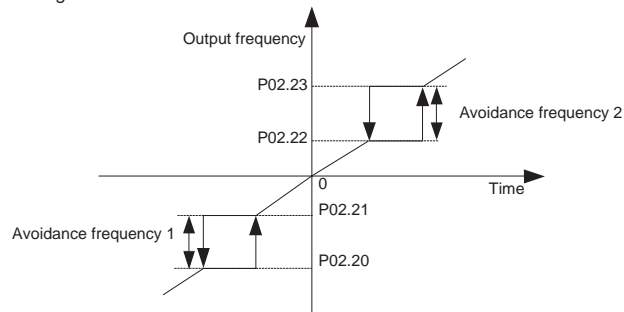 Output frequency
P02.23
Avoidance frequency 2
P02.22
0
Time
P02.21
Avoidance frequency 1
P02.20